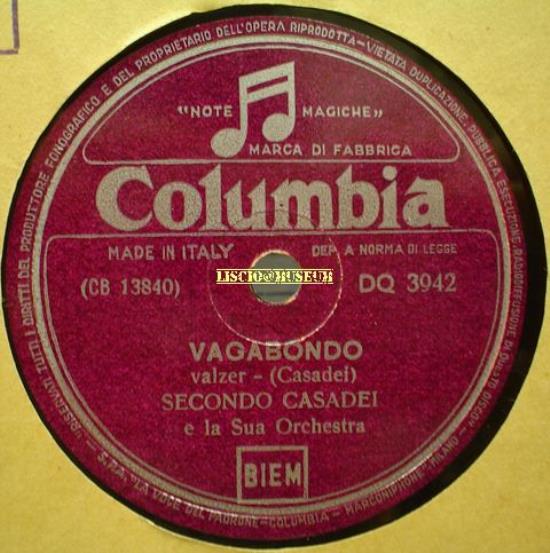 "NOTE MAGICHE"
MARCA DI FABBRICA
Columbia
MADE IN ITALY DEP. A NORMA DI LEGGE
LISCIO@MUSEUM
(CB 13840) DQ 3942
VAGABONDO
valzer - (Casadei)
SECONDO CASADEI
e la Sua Orchestra
BIEM
"RISERVATI TUTTI I DIRITTI DEL PRODUTTORE FONOGRAFICO E DEL PROPRIETARIO DELL'OPERA RIPRODOTTA - VIETATA DUPLICAZIONE, PUBBLICA ESECUZIONE, RADIODIFFUSIONE DI QUESTO DISCO"
S.P.A. "LA VOCE DEL PADRONE - COLUMBIA - MARCONIPHONE" - MILANO -